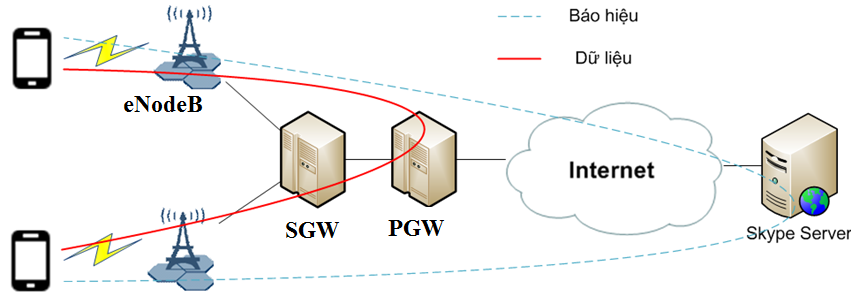 Báo hiệu
Dữ liệu
eNodeB
Internet
SGW
PGW
Skype Server